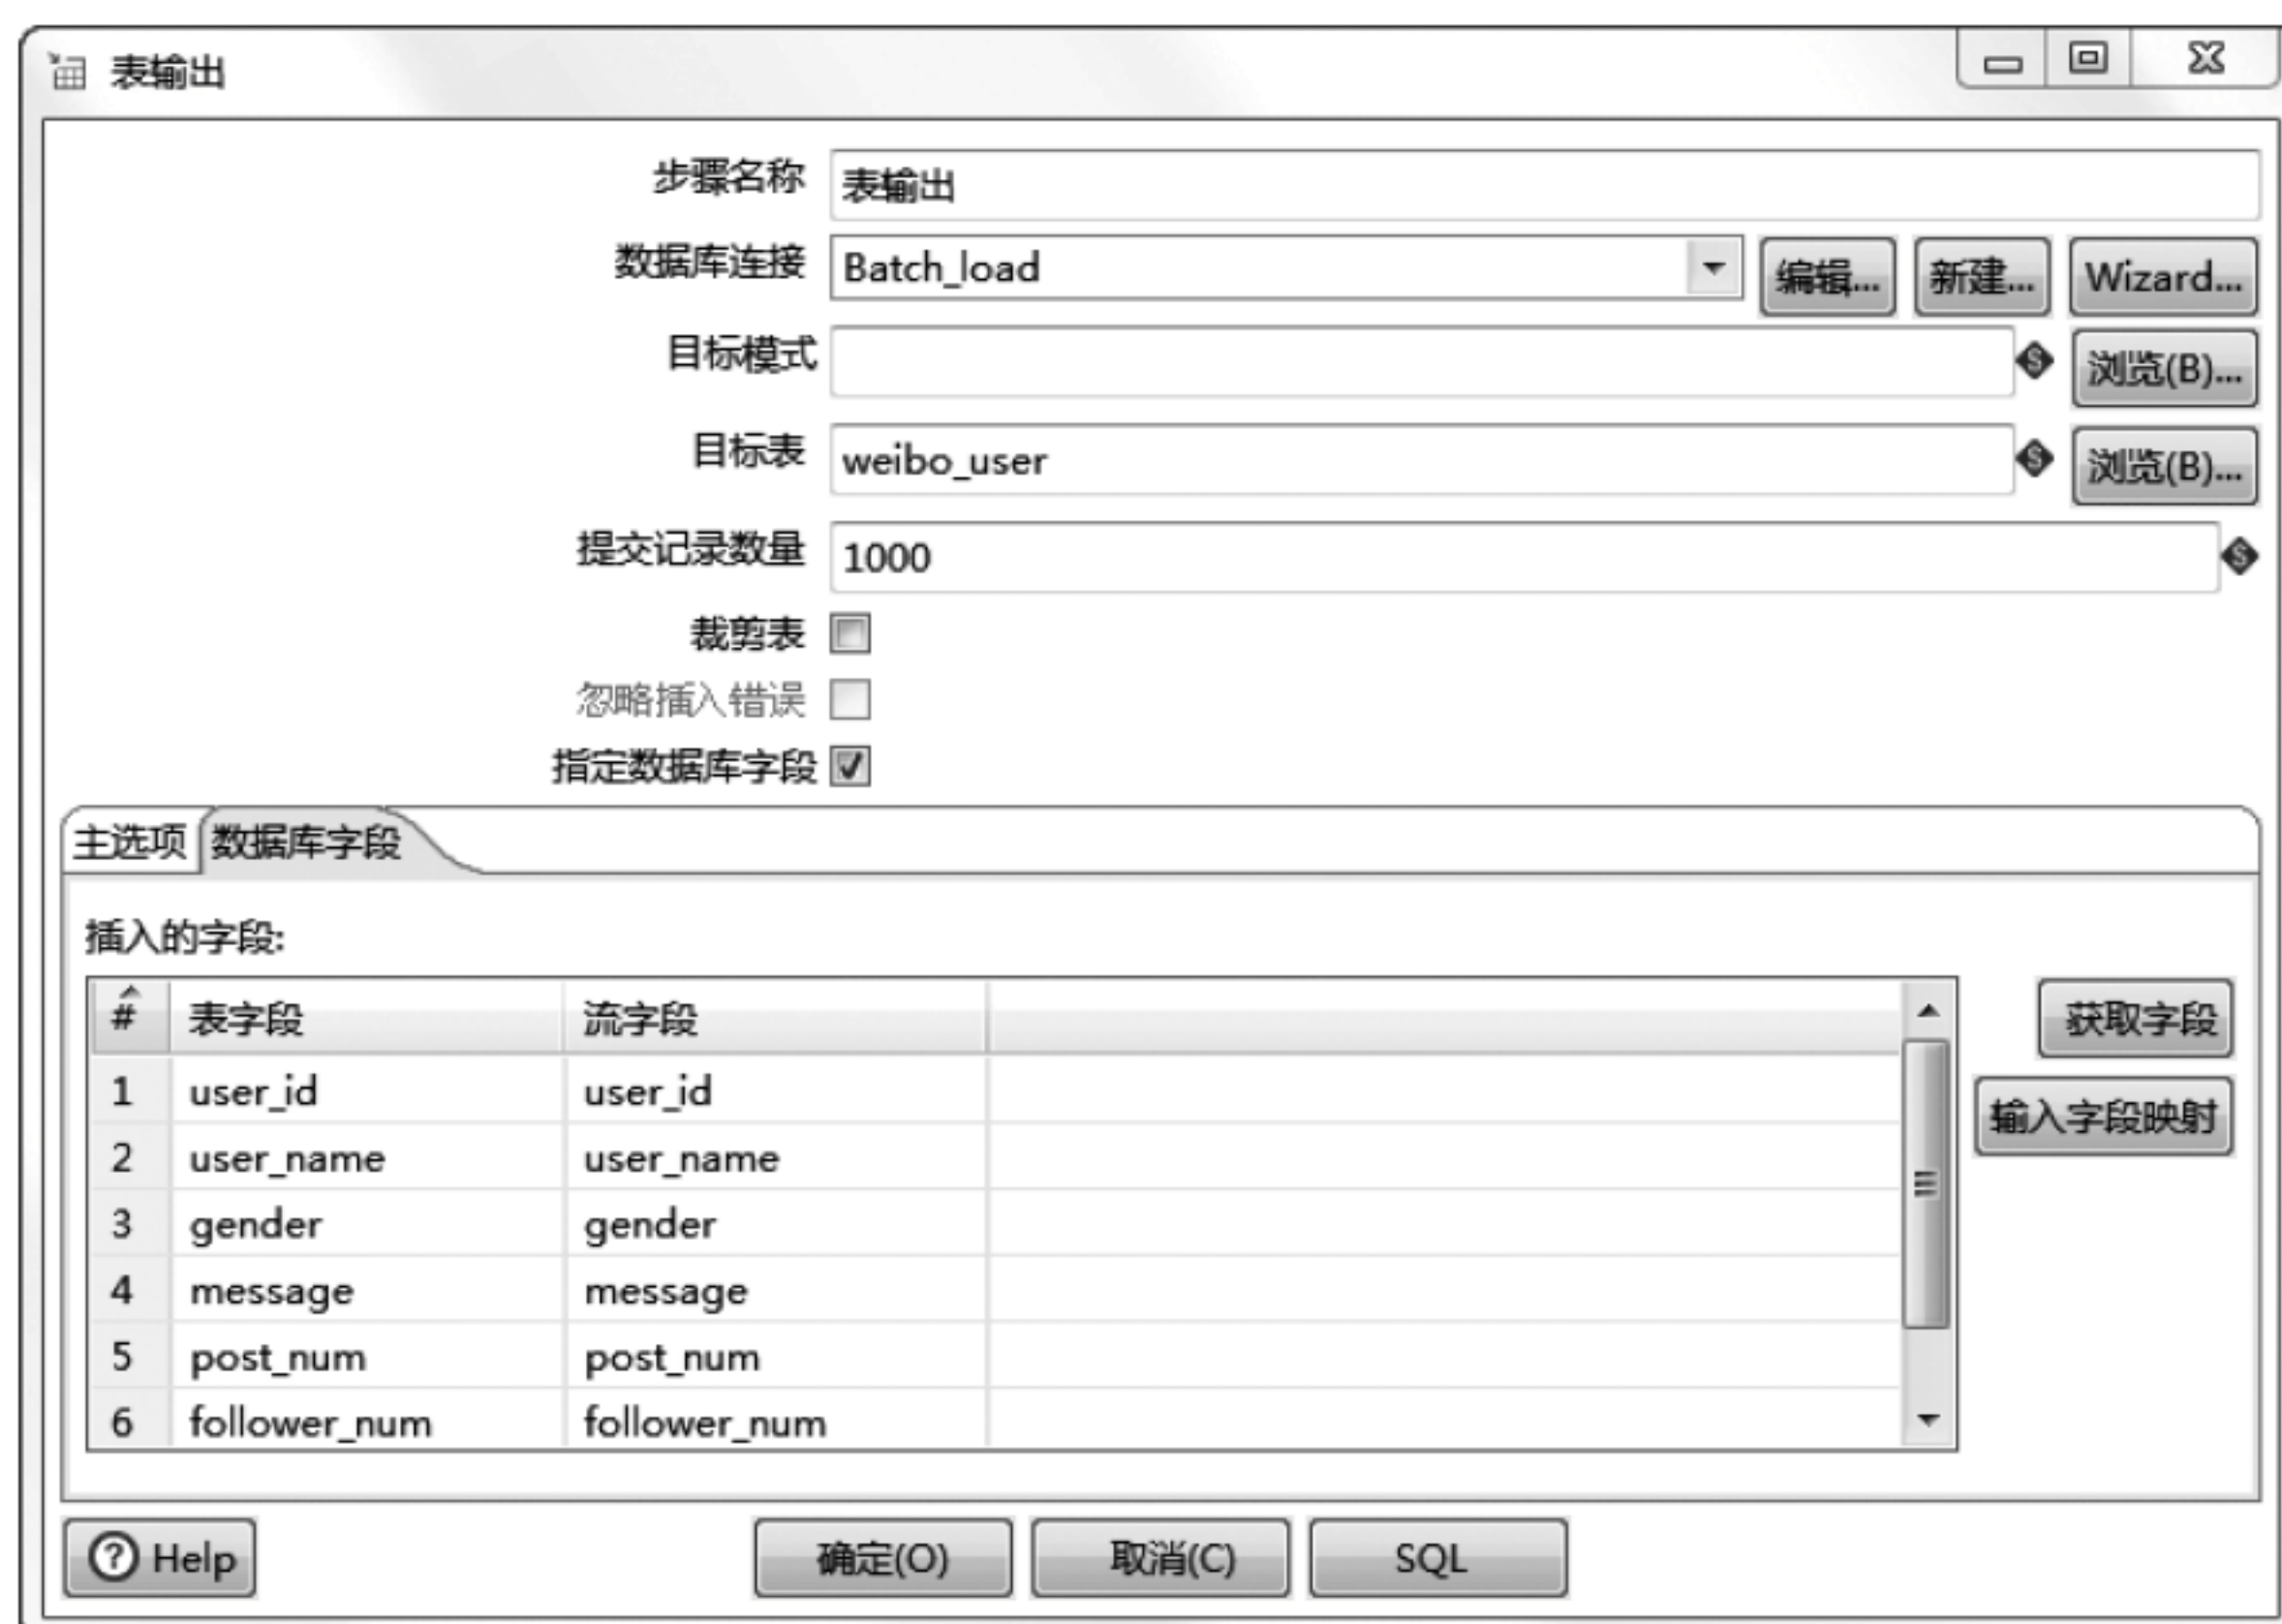 表输出
步骤名称 表输出
数据库连接 Batch_load 编辑... 新建... Wizard...
目标模式 浏览(B)...
目标表 weibo_user 浏览(B)...
提交记录数量 1000
裁剪表
忽略插入错误
指定数据库字段
主选项 数据库字段
插入的字段:
# 表字段 流字段 获取字段
1 user_id user_id
输入字段映射
2 user_name user_name
3 gender gender
4 message message
5 post_num post_num
6 follower_num follower_num
Help 确定(O) 取消(C) SQL